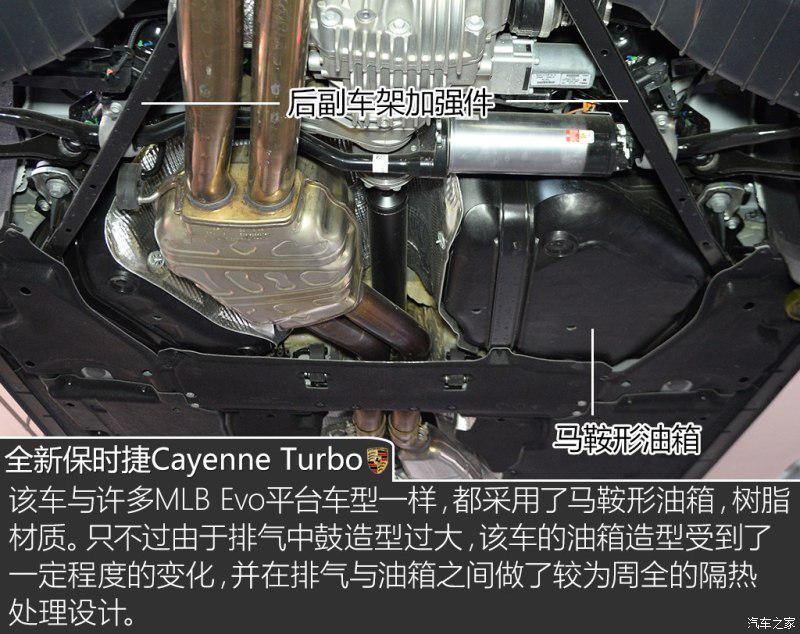 后副车架加强件
马鞍形油箱
全新保时捷Cayenne Turbo
该车与许多MLB Evo平台车型一样，都采用了马鞍形油箱，树脂
材质。只不过由于排气中鼓造型过大，该车的油箱造型受到了
一定程度的变化，并在排气与油箱之间做了较为周全的隔热
处理设计。
汽车之家